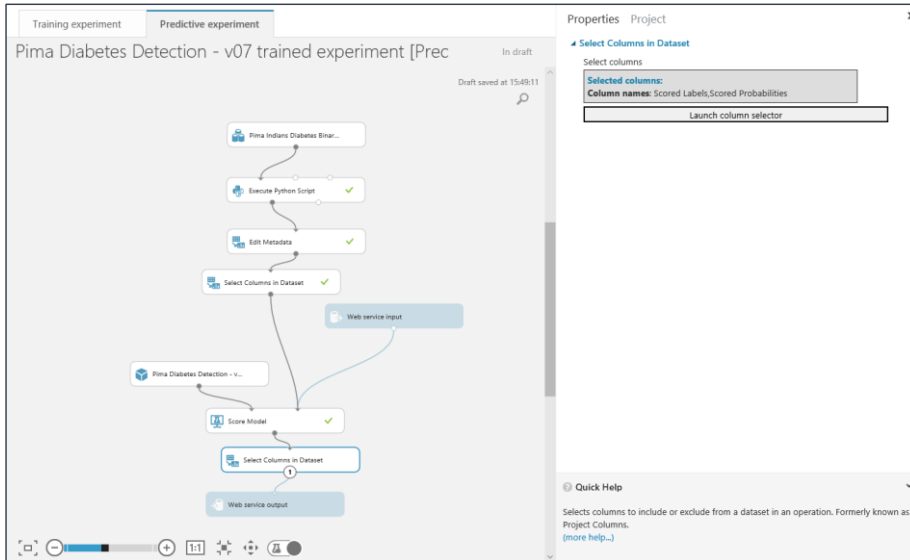 Training experiment
Predictive experiment
Pima Diabetes Detection - v07 trained experiment [Prec
In draft
Draft saved at 15:49:11
Pima Indians Diabetes Binar...
Execute Python Script
Edit Metadata
Select Columns in Dataset
Web service input
Pima Diabetes Detection - v...
Score Model
Select Columns in Dataset
1
Web service output
1:1
Properties Project
Select Columns in Dataset
Select columns
Selected columns:
Column names: Scored Labels,Scored Probabilities
Launch column selector
Quick Help
Selects columns to include or exclude from a dataset in an operation. Formerly known as
Project Columns.
(more help...)